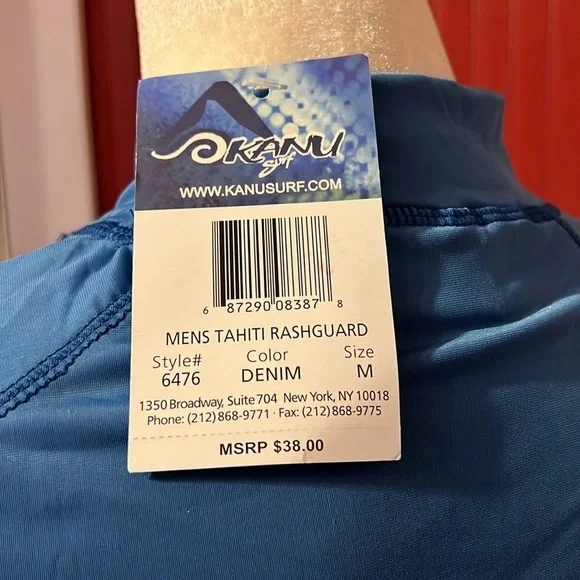 KANU
surf
WWW.KANUSURF.COM
6 87290 08387 8
MENS TAHITI RASHGUARD
Style# Color Size
6476 DENIM M
1350 Broadway, Suite 704 New York, NY 10018
Phone: (212) 868-9771 · Fax: (212) 868-9775
MSRP $38.00